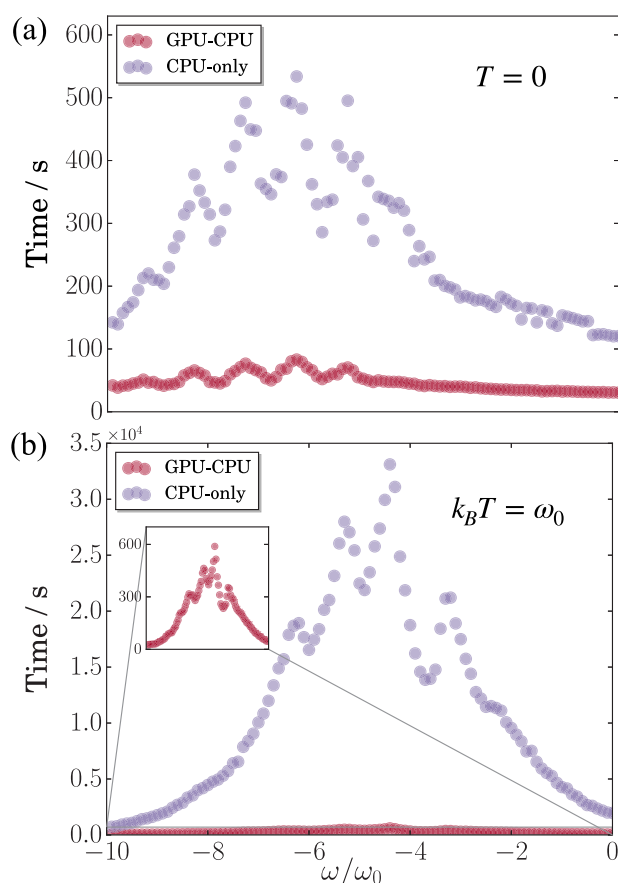 (a)
GPU-CPU
CPU-only
T = 0
600
500
400
300
200
100
0
Time / s
(b)
×10⁴
GPU-CPU
CPU-only
k_BT = ω₀
3.5
3.0
2.5
2.0
1.5
1.0
0.5
0.0
Time / s
600
300
0
−10
−8
−6
−4
−2
0
ω/ω₀